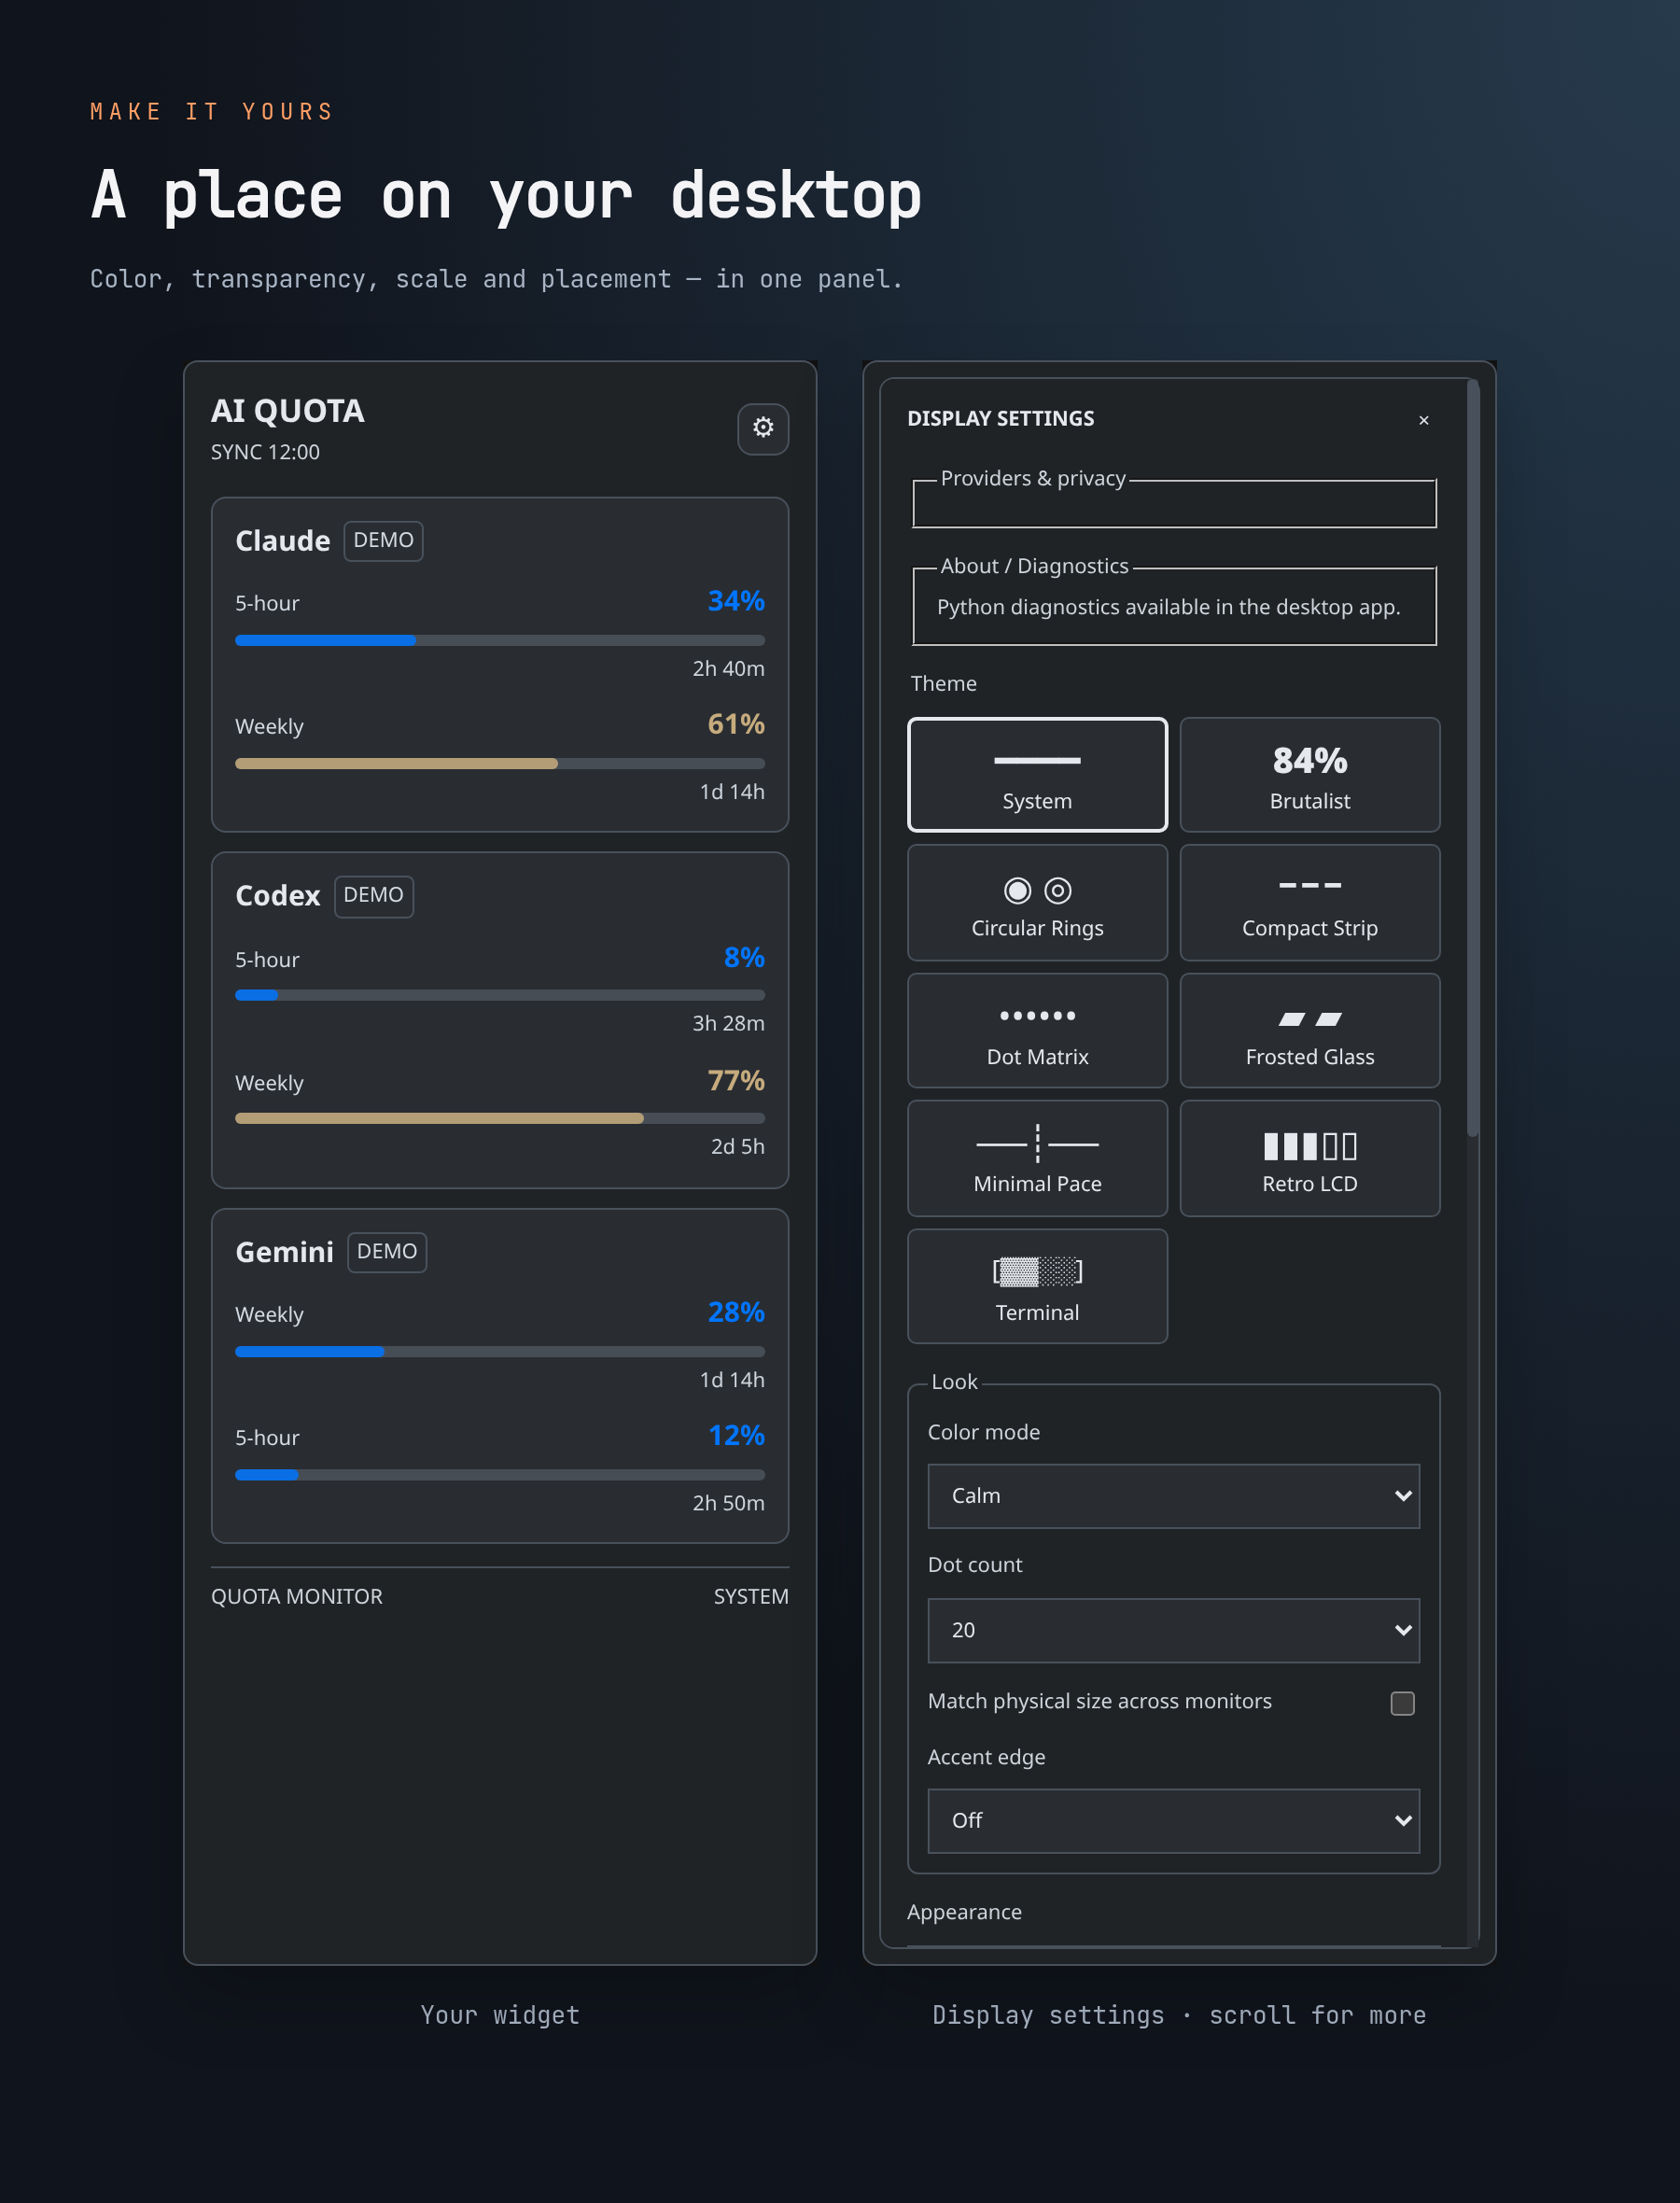 MAKE IT YOURS
A place on your desktop
Color, transparency, scale and placement — in one panel.
AI QUOTA
SYNC 12:00
Claude DEMO
5-hour 34%
2h 40m
Weekly 61%
1d 14h
Codex DEMO
5-hour 8%
3h 28m
Weekly 77%
2d 5h
Gemini DEMO
Weekly 28%
1d 14h
5-hour 12%
2h 50m
QUOTA MONITOR SYSTEM
Your widget
DISPLAY SETTINGS ×
Providers & privacy
About / Diagnostics
Python diagnostics available in the desktop app.
Theme
System
84%
Brutalist
Circular Rings
Compact Strip
Dot Matrix
Frosted Glass
Minimal Pace
Retro LCD
Terminal
Look
Color mode
Calm
Dot count
20
Match physical size across monitors
Accent edge
Off
Appearance
Display settings · scroll for more